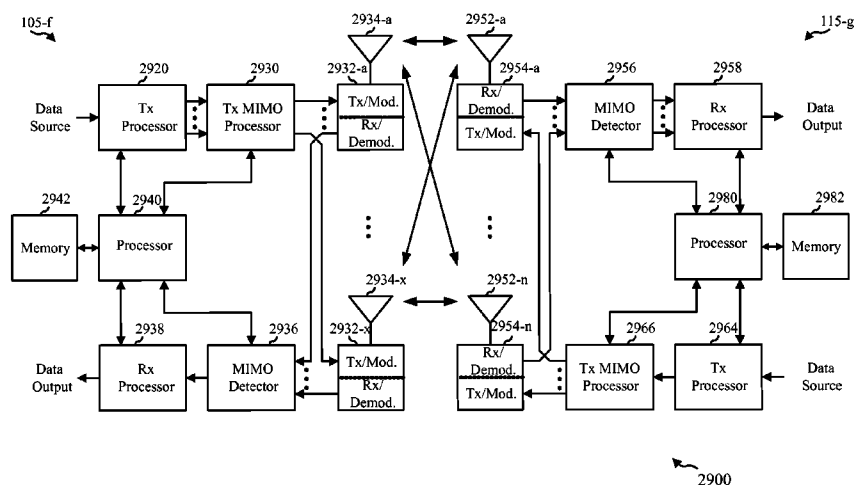 105-f
2934-a
2952-a
115-g
2920
2930
2932-a
2954-a
2956
2958
Data
Source
Tx
Processor
Tx MIMO
Processor
Tx/Mod.
Rx/
Demod.
Rx/
Demod.
Tx/Mod.
MIMO
Detector
Rx
Processor
Data
Output
2942
2940
2980
2982
Memory
Processor
Processor
Memory
2934-x
2952-n
2938
2936
2932-x
2954-n
2966
2964
Data
Output
Rx
Processor
MIMO
Detector
Tx/Mod.
Rx/
Demod.
Rx/
Demod.
Tx/Mod.
Tx MIMO
Processor
Tx
Processor
Data
Source
2900